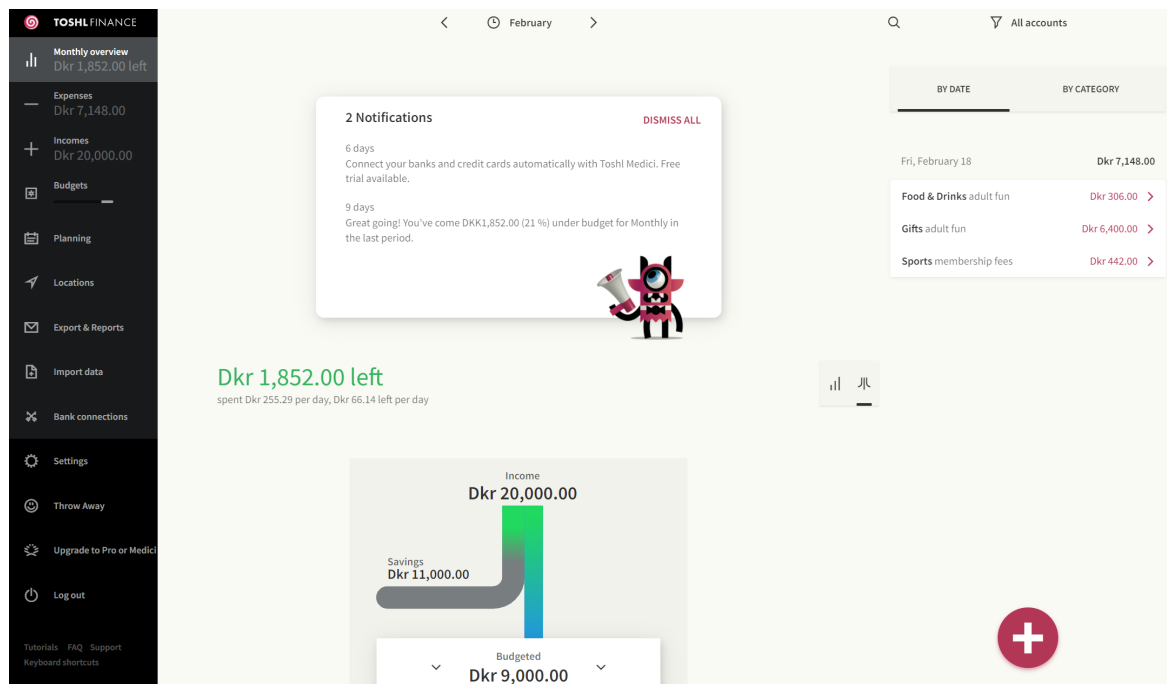 TOSHL FINANCE
Monthly overview
Dkr 1,852.00 left
Expenses
Dkr 7,148.00
Incomes
Dkr 20,000.00
Budgets
Planning
Locations
Export & Reports
Import data
Bank connections
Settings
Throw Away
Upgrade to Pro or Medici
Log out
Tutorials FAQ Support
Keyboard shortcuts
February
All accounts
2 Notifications
DISMISS ALL
6 days
Connect your banks and credit cards automatically with Toshl Medici. Free
trial available.
9 days
Great going! You've come DKK1,852.00 (21 %) under budget for Monthly in
the last period.
Dkr 1,852.00 left
spent Dkr 255.29 per day, Dkr 66.14 left per day
Income
Dkr 20,000.00
Savings
Dkr 11,000.00
Budgeted
Dkr 9,000.00
BY DATE BY CATEGORY
Fri, February 18 Dkr 7,148.00
Food & Drinks adult fun Dkr 306.00
Gifts adult fun Dkr 6,400.00
Sports membership fees Dkr 442.00